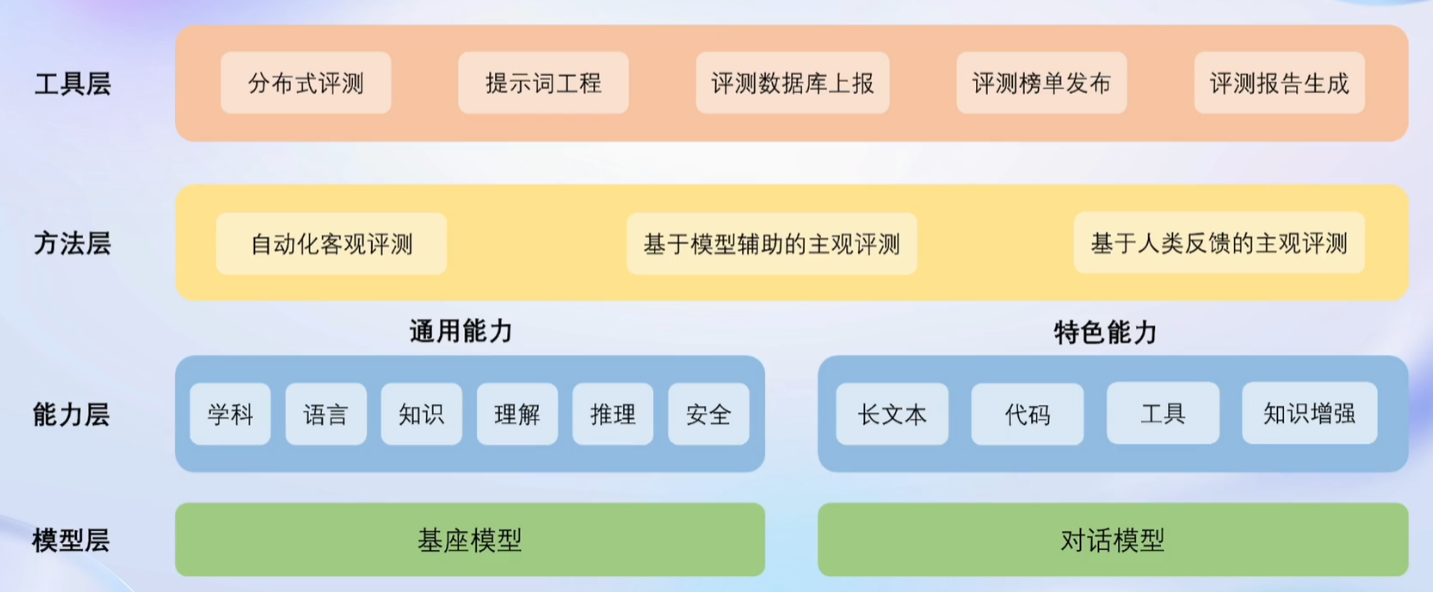 工具层
分布式评测
提示词工程
评测数据库上报
评测榜单发布
评测报告生成
方法层
自动化客观评测
基于模型辅助的主观评测
基于人类反馈的主观评测
通用能力
特色能力
能力层
学科
语言
知识
理解
推理
安全
长文本
代码
工具
知识增强
模型层
基座模型
对话模型